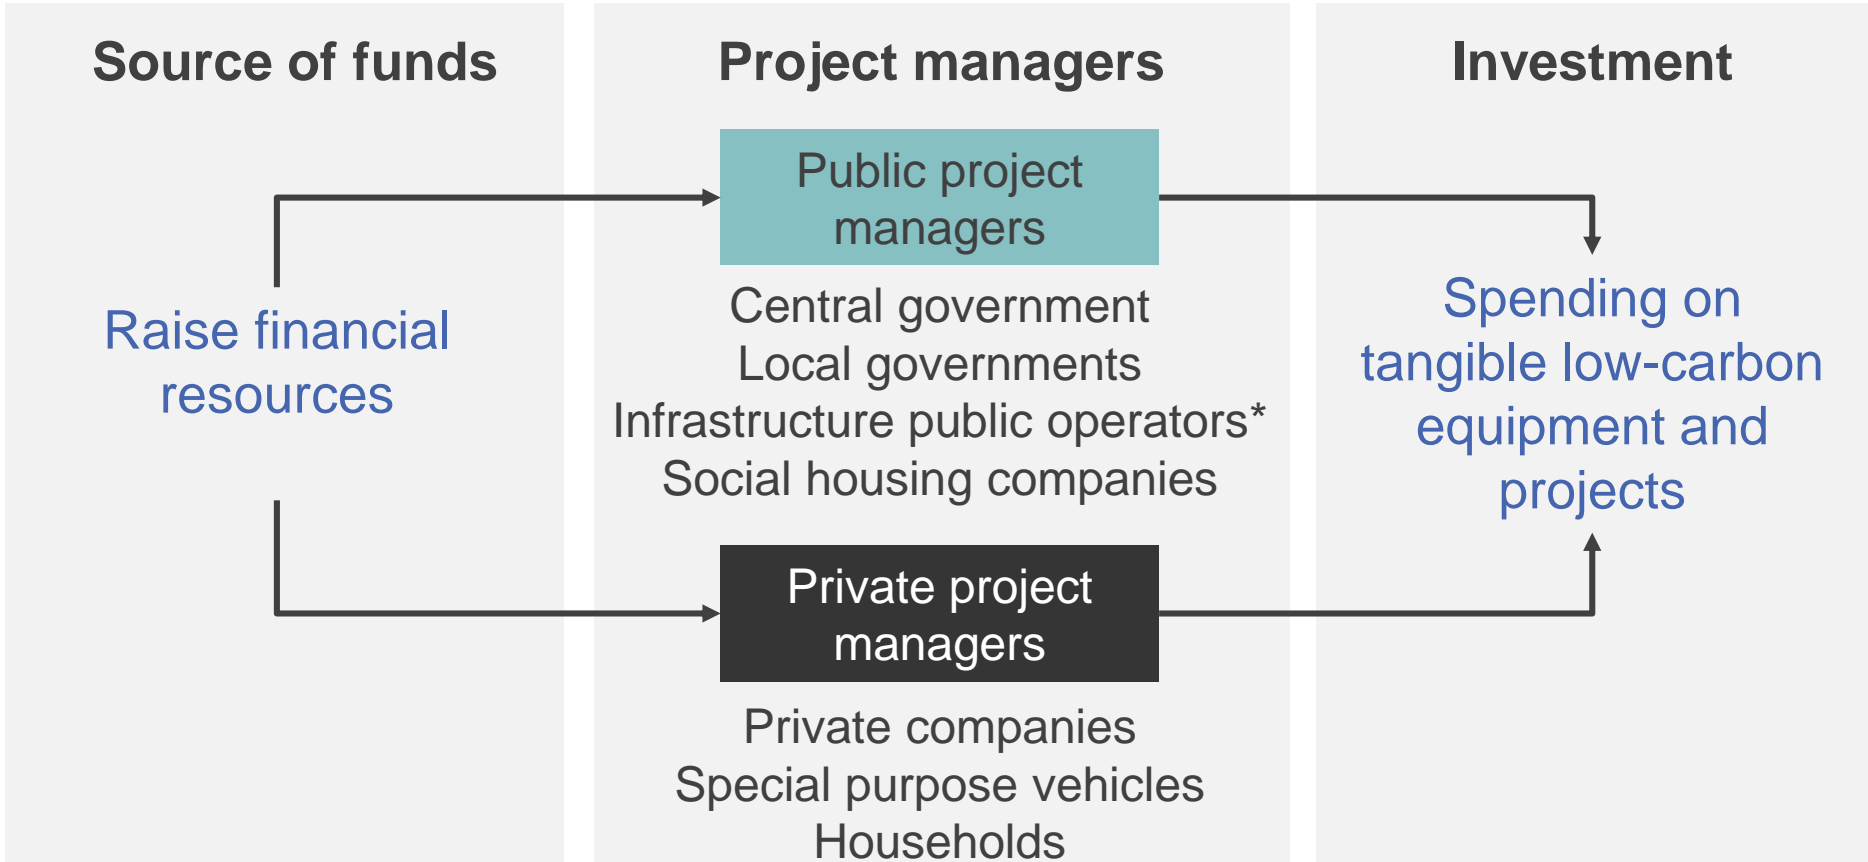 Source of funds
Raise financial
resources
Project managers
Public project
managers
Central government
Local governments
Infrastructure public operators*
Social housing companies
Private project
managers
Private companies
Special purpose vehicles
Households
Investment
Spending on
tangible low-carbon
equipment and
projects